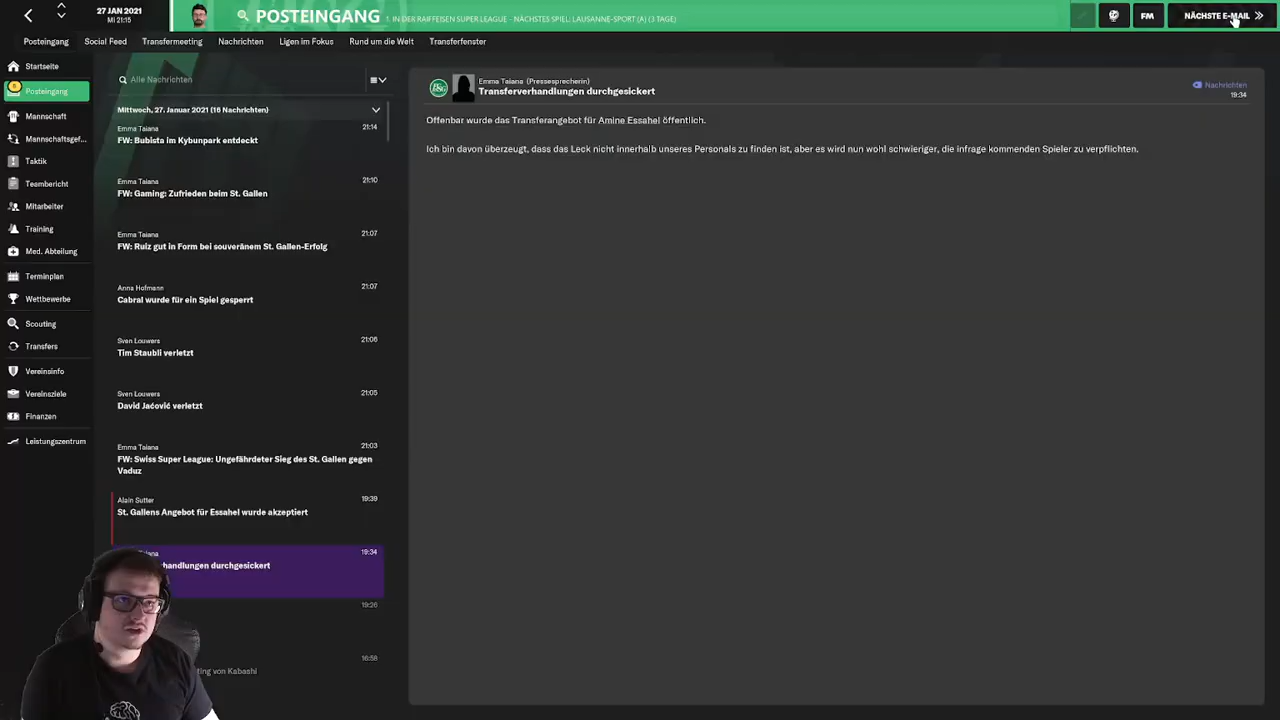 27 JAN 2021
MI 21:15
POSTEINGANG
1. IN DER RAIFFEISEN SUPER LEAGUE - NÄCHSTES SPIEL: LAUSANNE-SPORT (A) (3 TAGE)
FM
NÄCHSTE E-MAIL
Posteingang
Social Feed
Transfermeeting
Nachrichten
Ligen im Fokus
Rund um die Welt
Transferfenster
Startseite
Posteingang
Mannschaft
Mannschaftsgef...
Taktik
Teambericht
Mitarbeiter
Training
Med. Abteilung
Terminplan
Wettbewerbe
Scouting
Transfers
Vereinsinfo
Vereinsziele
Finanzen
Leistungszentrum
Alle Nachrichten
Mittwoch, 27. Januar 2021 (16 Nachrichten)
Emma Taiana 21:14
FW: Bubista im Kybunpark entdeckt
Emma Taiana 21:10
FW: Gaming: Zufrieden beim St. Gallen
Emma Taiana 21:07
FW: Ruiz gut in Form bei souveränem St. Gallen-Erfolg
Anna Hofmann 21:07
Cabral wurde für ein Spiel gesperrt
Sven Louwers 21:06
Tim Staubli verletzt
Sven Louwers 21:05
David Jaćović verletzt
Emma Taiana 21:03
FW: Swiss Super League: Ungefährdeter Sieg des St. Gallen gegen
Vaduz
Alain Sutter 19:39
St. Gallens Angebot für Essahel wurde akzeptiert
19:34
handlungen durchgesickert
19:26
16:58
ting von Kabashi
Emma Taiana (Pressesprecherin)
Transferverhandlungen durchgesickert
Nachrichten
19:34
Offenbar wurde das Transferangebot für Amine Essahel öffentlich.
Ich bin davon überzeugt, dass das Leck nicht innerhalb unseres Personals zu finden ist, aber es wird nun wohl schwieriger, die infrage kommenden Spieler zu verpflichten.